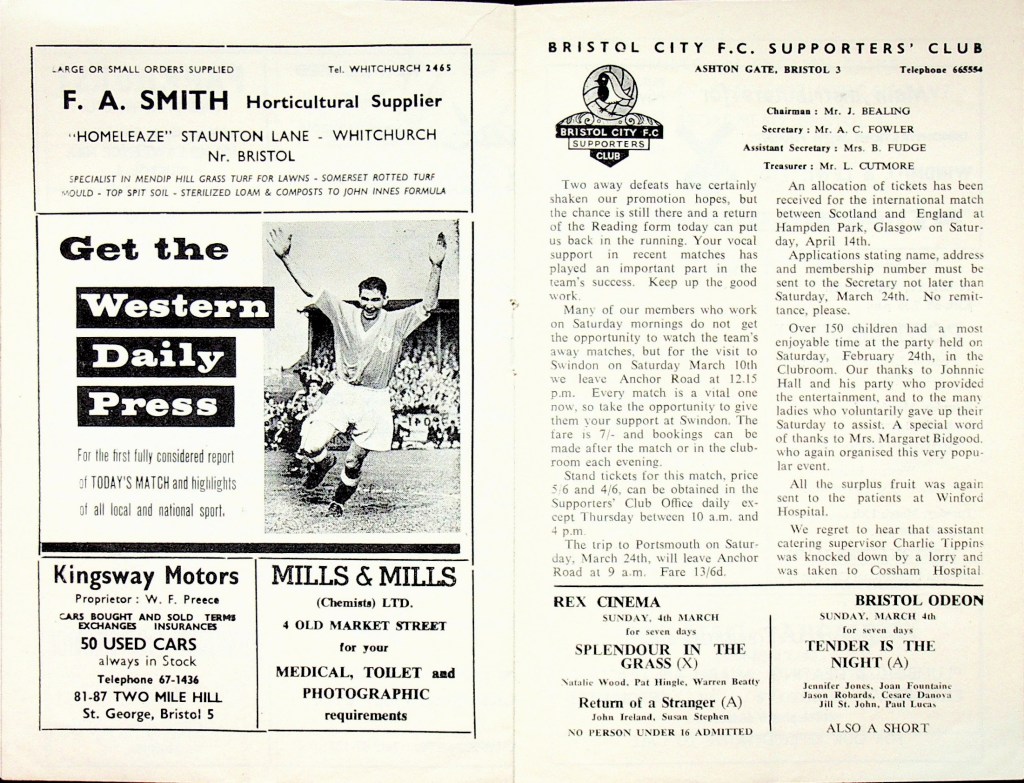 LARGE OR SMALL ORDERS SUPPLIED Tel. WHITCHURCH 2465
F. A. SMITH Horticultural Supplier
"HOMELEAZE" STAUNTON LANE - WHITCHURCH
Nr. BRISTOL
SPECIALIST IN MENDIP HILL GRASS TURF FOR LAWNS - SOMERSET ROTTED TURF
MOULD - TOP SPIT SOIL - STERILIZED LOAM & COMPOSTS TO JOHN INNES FORMULA
Get the
Western
Daily
Press
For the first fully considered report
of TODAY'S MATCH and highlights
of all local and national sport.
Kingsway Motors
Proprietor : W. F. Preece
CARS BOUGHT AND SOLD TERMS
EXCHANGES INSURANCES
50 USED CARS
always in Stock
Telephone 67-1436
81-87 TWO MILE HILL
St. George, Bristol 5
MILLS & MILLS
(Chemists) LTD.
4 OLD MARKET STREET
for your
MEDICAL, TOILET and
PHOTOGRAPHIC
requirements
BRISTOL CITY F.C. SUPPORTERS' CLUB
ASHTON GATE, BRISTOL 3 Telephone 665554
BRISTOL CITY F.C
SUPPORTERS
CLUB
Chairman : Mr. J. BEALING
Secretary : Mr. A. C. FOWLER
Assistant Secretary : Mrs. B. FUDGE
Treasurer : Mr. L. CUTMORE
Two away defeats have certainly
shaken our promotion hopes, but
the chance is still there and a return
of the Reading form today can put
us back in the running. Your vocal
support in recent matches has
played an important part in the
team's success. Keep up the good
work.
Many of our members who work
on Saturday mornings do not get
the opportunity to watch the team's
away matches, but for the visit to
Swindon on Saturday March 10th
we leave Anchor Road at 12.15
p.m. Every match is a vital one
now, so take the opportunity to give
them your support at Swindon. The
fare is 7/- and bookings can be
made after the match or in the club-
room each evening.
Stand tickets for this match, price
5/6 and 4/6, can be obtained in the
Supporters' Club Office daily ex-
cept Thursday between 10 a.m. and
4 p.m.
The trip to Portsmouth on Satur-
day, March 24th, will leave Anchor
Road at 9 a.m. Fare 13/6d.
An allocation of tickets has been
received for the international match
between Scotland and England at
Hampden Park, Glasgow on Satur-
day, April 14th.
Applications stating name, address
and membership number must be
sent to the Secretary not later than
Saturday, March 24th. No remit-
tance, please.
Over 150 children had a most
enjoyable time at the party held on
Saturday, February 24th, in the
Clubroom. Our thanks to Johnnie
Hall and his party who provided
the entertainment, and to the many
ladies who voluntarily gave up their
Saturday to assist. A special word
of thanks to Mrs. Margaret Bidgood,
who again organised this very popu-
lar event.
All the surplus fruit was again
sent to the patients at Winford
Hospital.
We regret to hear that assistant
catering supervisor Charlie Tippins
was knocked down by a lorry and
was taken to Cossham Hospital.
REX CINEMA
SUNDAY, 4th MARCH
for seven days
SPLENDOUR IN THE
GRASS (X)
Natalie Wood, Pat Hingle, Warren Beatty
Return of a Stranger (A)
John Ireland, Susan Stephen
NO PERSON UNDER 16 ADMITTED
BRISTOL ODEON
SUNDAY, MARCH 4th
for seven days
TENDER IS THE
NIGHT (A)
Jennifer Jones, Joan Fountaine
Jason Robards, Cesare Danova
Jill St. John, Paul Lucas
ALSO A SHORT